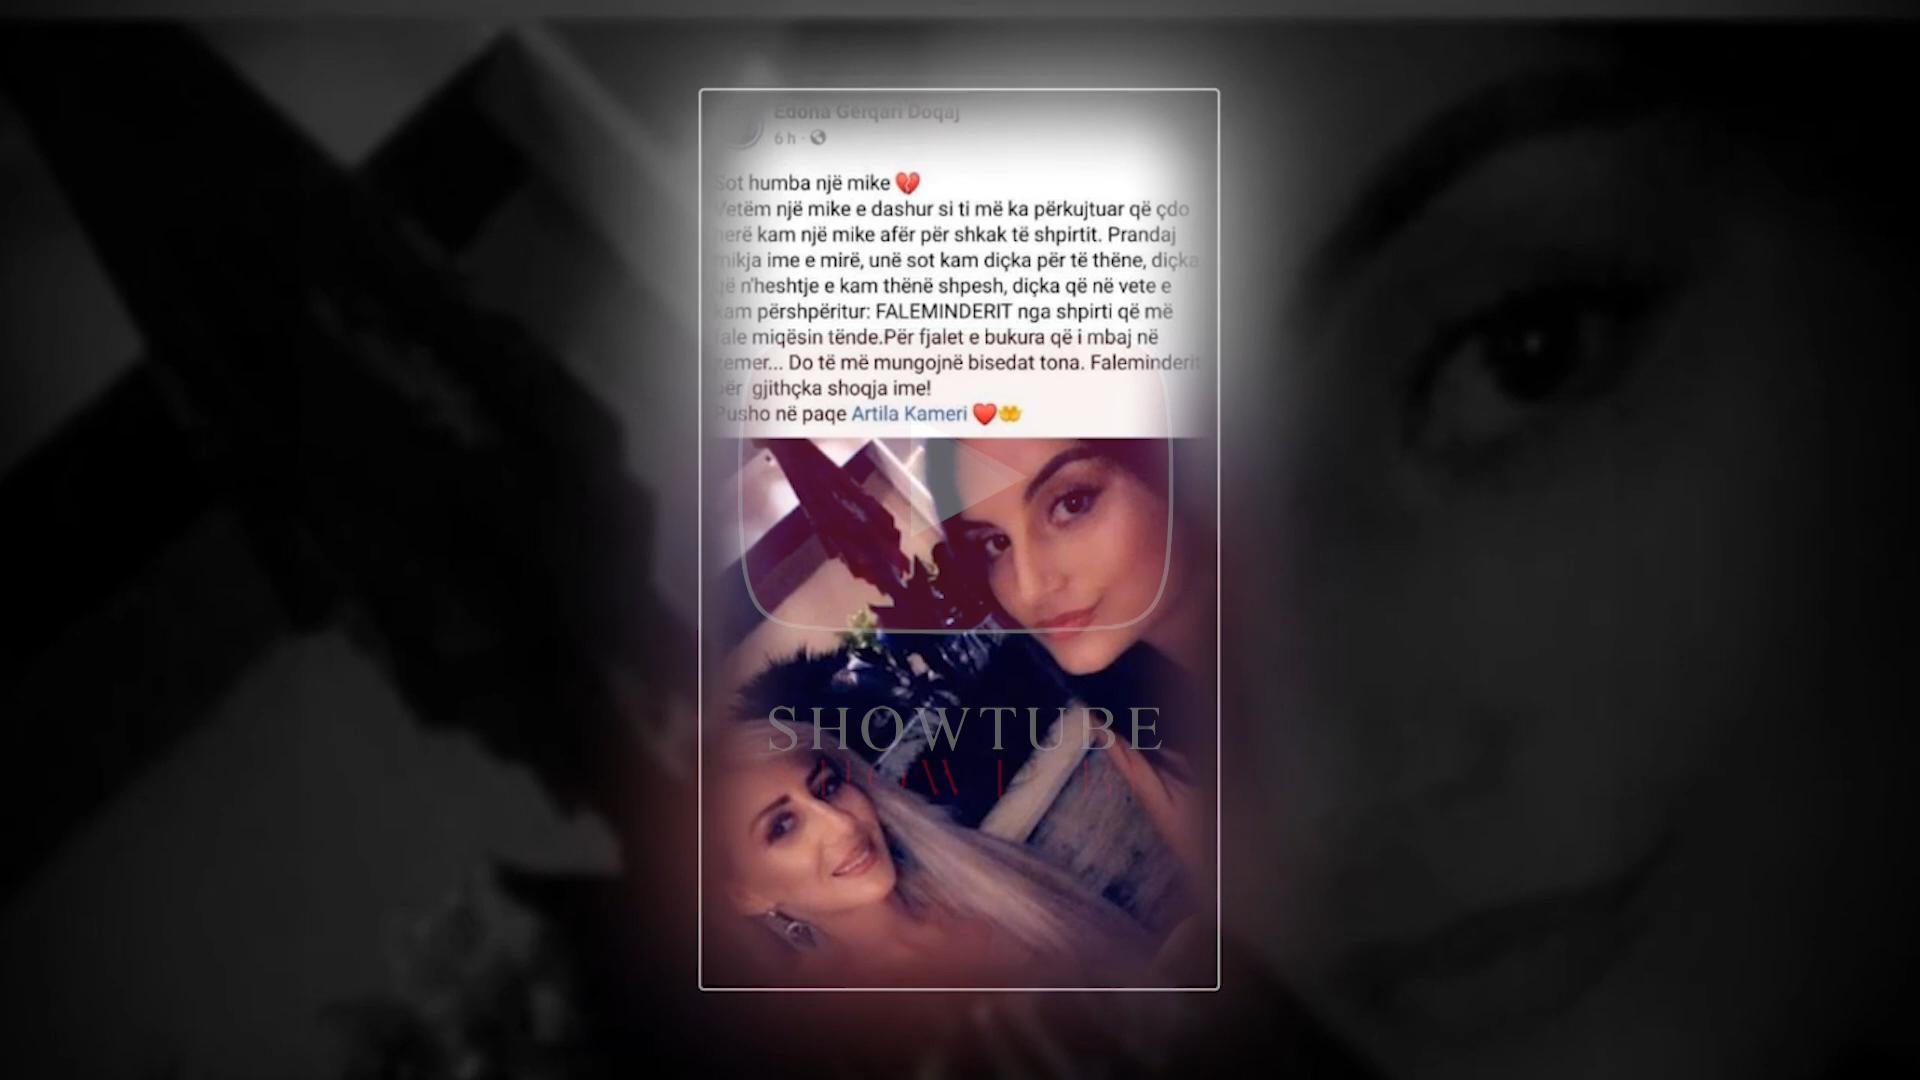 Edona Gërqari Doqaj
6 h ·
Sot humba një mike 💔
Vetëm një mike e dashur si ti më ka përkujtuar që çdo
herë kam një mike afër për shkak të shpirtit. Prandaj
mikja ime e mirë, unë sot kam diçka për të thëne, diçka
që n'heshtje e kam thënë shpesh, diçka që në vete e
kam përshpëritur: FALEMINDERIT nga shpirti që më
fale miqësin tënde.Për fjalet e bukura që i mbaj në
zemer... Do të më mungojnë bisedat tona. Faleminderit
për gjithçka shoqja ime!
Pusho në paqe Artila Kameri ❤️🤲
SHOWTUBE